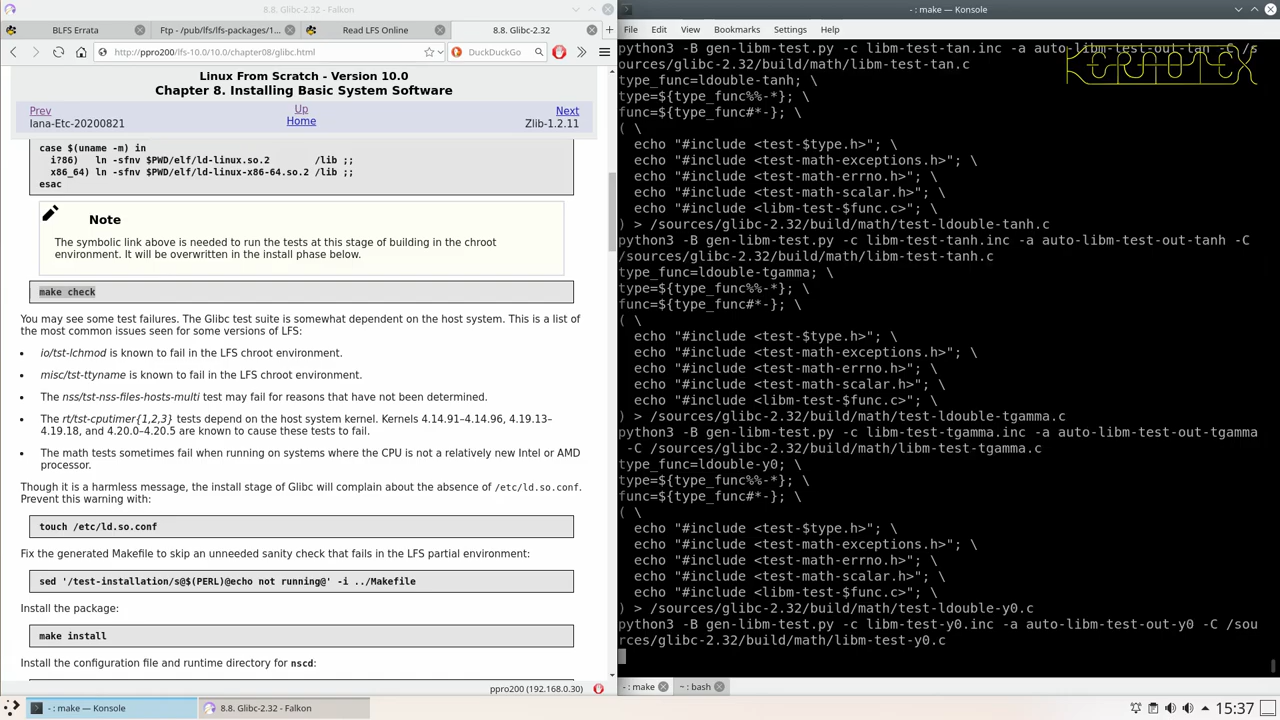 8.8. Glibc-2.32 - Falkon
BLFS Errata
Ftp - /pub/lfs/lfs-packages/1...
Read LFS Online
8.8. Glibc-2.32
http://ppro200/lfs-10.0/10.0/chapter08/glibc.html
DuckDuckGo
Linux From Scratch - Version 10.0
Chapter 8. Installing Basic System Software
Prev
Up
Next
Iana-Etc-20200821
Home
Zlib-1.2.11
case $(uname -m) in
i?86) ln -sfnv $PWD/elf/ld-linux.so.2 /lib ;;
x86_64) ln -sfnv $PWD/elf/ld-linux-x86-64.so.2 /lib ;;
esac
Note
The symbolic link above is needed to run the tests at this stage of building in the chroot
environment. It will be overwritten in the install phase below.
make check
You may see some test failures. The Glibc test suite is somewhat dependent on the host system. This is a list of
the most common issues seen for some versions of LFS:
• io/tst-lchmod is known to fail in the LFS chroot environment.
• misc/tst-ttyname is known to fail in the LFS chroot environment.
• The nss/tst-nss-files-hosts-multi test may fail for reasons that have not been determined.
• The rt/tst-cputimer{1,2,3} tests depend on the host system kernel. Kernels 4.14.91–4.14.96, 4.19.13–
4.19.18, and 4.20.0–4.20.5 are known to cause these tests to fail.
• The math tests sometimes fail when running on systems where the CPU is not a relatively new Intel or AMD
processor.
Though it is a harmless message, the install stage of Glibc will complain about the absence of /etc/ld.so.conf.
Prevent this warning with:
touch /etc/ld.so.conf
Fix the generated Makefile to skip an unneeded sanity check that fails in the LFS partial environment:
sed '/test-installation/s@$(PERL)@echo not running@' -i ../Makefile
Install the package:
make install
Install the configuration file and runtime directory for nscd:
ppro200 (192.168.0.30)
- : make — Konsole
File Edit View Bookmarks Settings Help
python3 -B gen-libm-test.py -c libm-test-tan.inc -a auto-libm-test-out-tan -C /s
ources/glibc-2.32/build/math/libm-test-tan.c
type_func=ldouble-tanh; \
type=${type_func%%-*}; \
func=${type_func#*-}; \
( \
echo "#include <test-$type.h>"; \
echo "#include <test-math-exceptions.h>"; \
echo "#include <test-math-errno.h>"; \
echo "#include <test-math-scalar.h>"; \
echo "#include <libm-test-$func.c>"; \
) > /sources/glibc-2.32/build/math/test-ldouble-tanh.c
python3 -B gen-libm-test.py -c libm-test-tanh.inc -a auto-libm-test-out-tanh -C
/sources/glibc-2.32/build/math/libm-test-tanh.c
type_func=ldouble-tgamma; \
type=${type_func%%-*}; \
func=${type_func#*-}; \
( \
echo "#include <test-$type.h>"; \
echo "#include <test-math-exceptions.h>"; \
echo "#include <test-math-errno.h>"; \
echo "#include <test-math-scalar.h>"; \
echo "#include <libm-test-$func.c>"; \
) > /sources/glibc-2.32/build/math/test-ldouble-tgamma.c
python3 -B gen-libm-test.py -c libm-test-tgamma.inc -a auto-libm-test-out-tgamma
-C /sources/glibc-2.32/build/math/libm-test-tgamma.c
type_func=ldouble-y0; \
type=${type_func%%-*}; \
func=${type_func#*-}; \
( \
echo "#include <test-$type.h>"; \
echo "#include <test-math-exceptions.h>"; \
echo "#include <test-math-errno.h>"; \
echo "#include <test-math-scalar.h>"; \
echo "#include <libm-test-$func.c>"; \
) > /sources/glibc-2.32/build/math/test-ldouble-y0.c
python3 -B gen-libm-test.py -c libm-test-y0.inc -a auto-libm-test-out-y0 -C /sou
rces/glibc-2.32/build/math/libm-test-y0.c
- : make
~ : bash
- : make — Konsole
8.8. Glibc-2.32 - Falkon
15:37